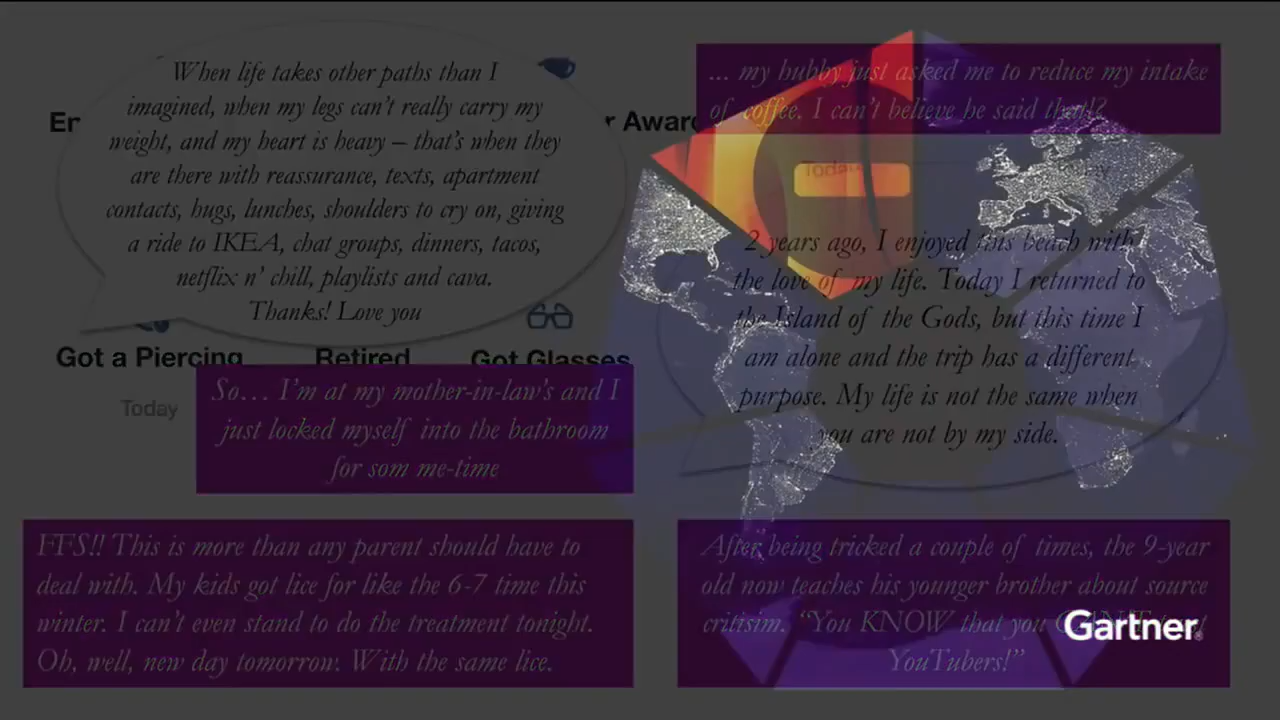 When life takes other paths than I
imagined, when my legs can't really carry my
weight, and my heart is heavy – that's when they
are there with reassurance, texts, apartment
contacts, hugs, lunches, shoulders to cry on, giving
a ride to IKEA, chat groups, dinners, tacos,
netflix n' chill, playlists and cava.
Thanks! Love you
... my hubby just asked me to reduce my intake
of coffee. I can't believe he said that!?
Today
2 years ago, I enjoyed this beach with
the love of my life. Today I returned to
the Island of the Gods, but this time I
am alone and the trip has a different
purpose. My life is not the same when
you are not by my side.
Got a Piercing
Retired
Got Glasses
Today
So… I'm at my mother-in-law's and I
just locked myself into the bathroom
for som me-time
FFS!! This is more than any parent should have to
deal with. My kids got lice for like the 6-7 time this
winter. I can't even stand to do the treatment tonight.
Oh, well, new day tomorrow. With the same lice.
After being tricked a couple of times, the 9-year
old now teaches his younger brother about source
critisim. "You KNOW that you
YouTubers!"
Gartner